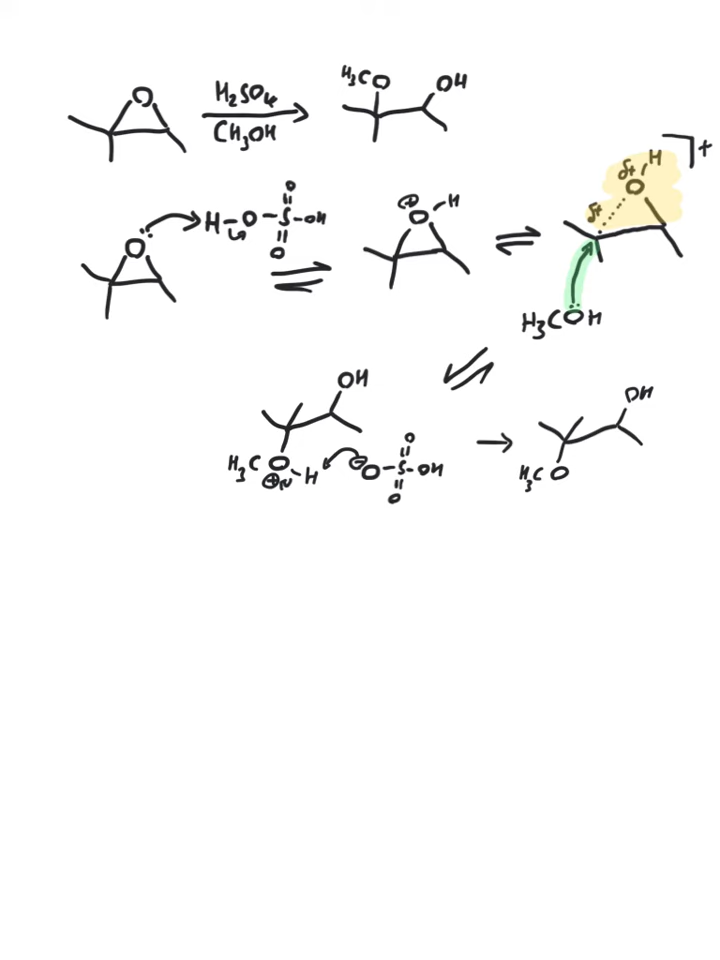 O H₂SO₄ H₃CO OH
CH₃OH
O H-O-S-OH O O ⊕ O-H δ+ O H δ+ ]+
H₃COH
OH
H₃C O ⊕ H ⊖O-S-OH O O
OH
H₃C O